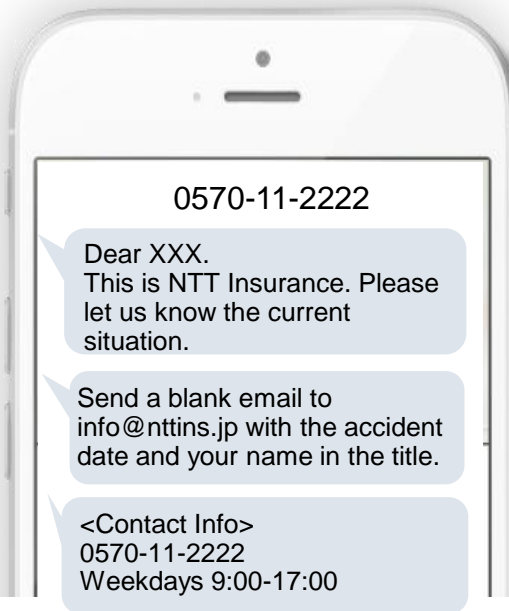 0570-11-2222
Dear XXX.
This is NTT Insurance. Please
let us know the current
situation.
Send a blank email to
info@nttins.jp with the accident
date and your name in the title.
<Contact Info>
0570-11-2222
Weekdays 9:00-17:00